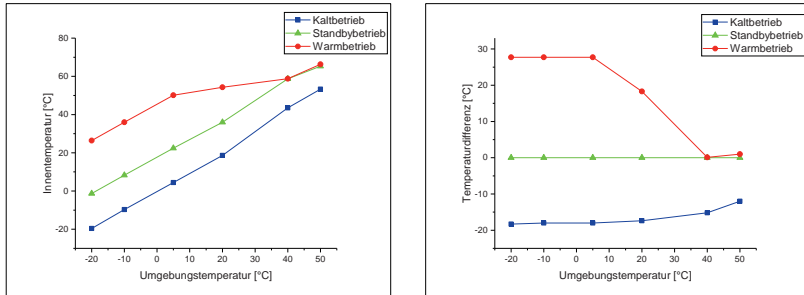 Kaltbetrieb
Standbybetrieb
Warmbetrieb
80
60
40
20
0
-20
Innentemperatur [°C]
-20 -10 0 10 20 30 40 50
Umgebungstemperatur [°C]
Kaltbetrieb
Standbybetrieb
Warmbetrieb
30
20
10
0
-10
-20
Temperaturdifferenz [°C]
-20 -10 0 10 20 30 40 50
Umgebungstemperatur [°C]